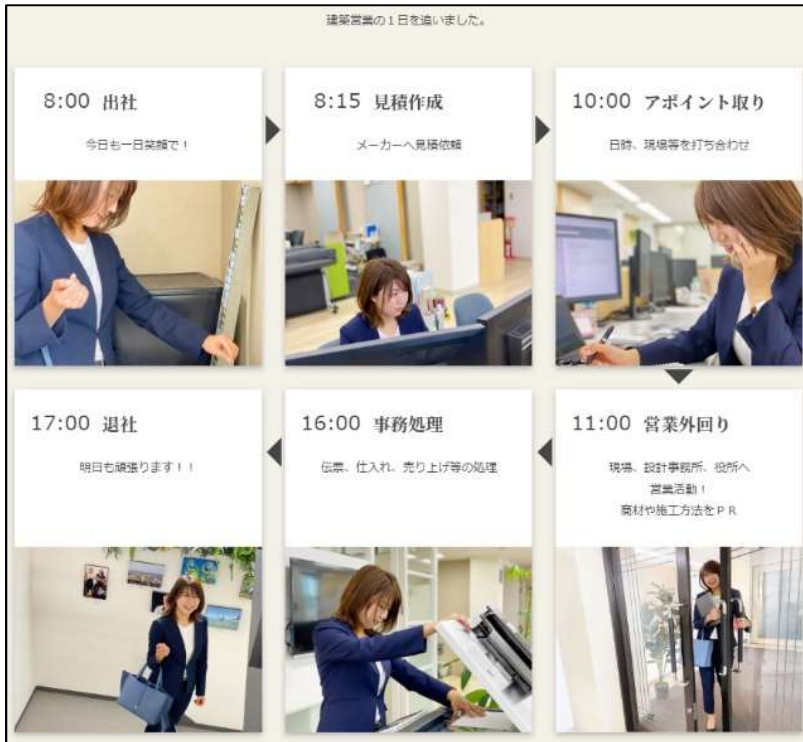 建築営業の１日を追いました。
8:00 出社
今日も一日笑顔で！
8:15 見積作成
メーカーへ見積依頼
10:00 アポイント取り
日時、現場等を打ち合わせ
11:00 営業外回り
現場、設計事務所、役所へ
営業活動！
商材や施工方法をＰＲ
16:00 事務処理
伝票、仕入れ、売り上げ等の処理
17:00 退社
明日も頑張ります！！